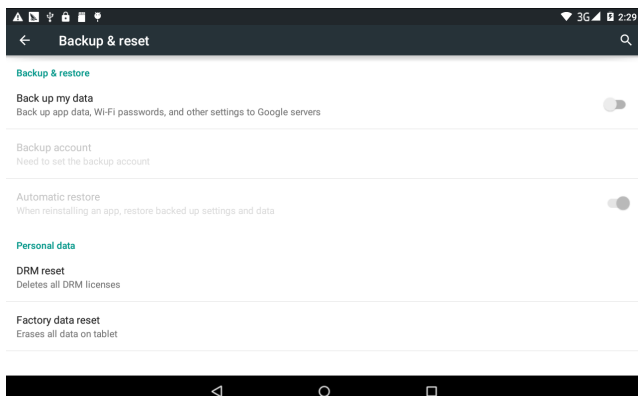 3G 2:29
Backup & reset
Backup & restore
Back up my data
Back up app data, Wi-Fi passwords, and other settings to Google servers
Backup account
Need to set the backup account
Automatic restore
When reinstalling an app, restore backed up settings and data
Personal data
DRM reset
Deletes all DRM licenses
Factory data reset
Erases all data on tablet